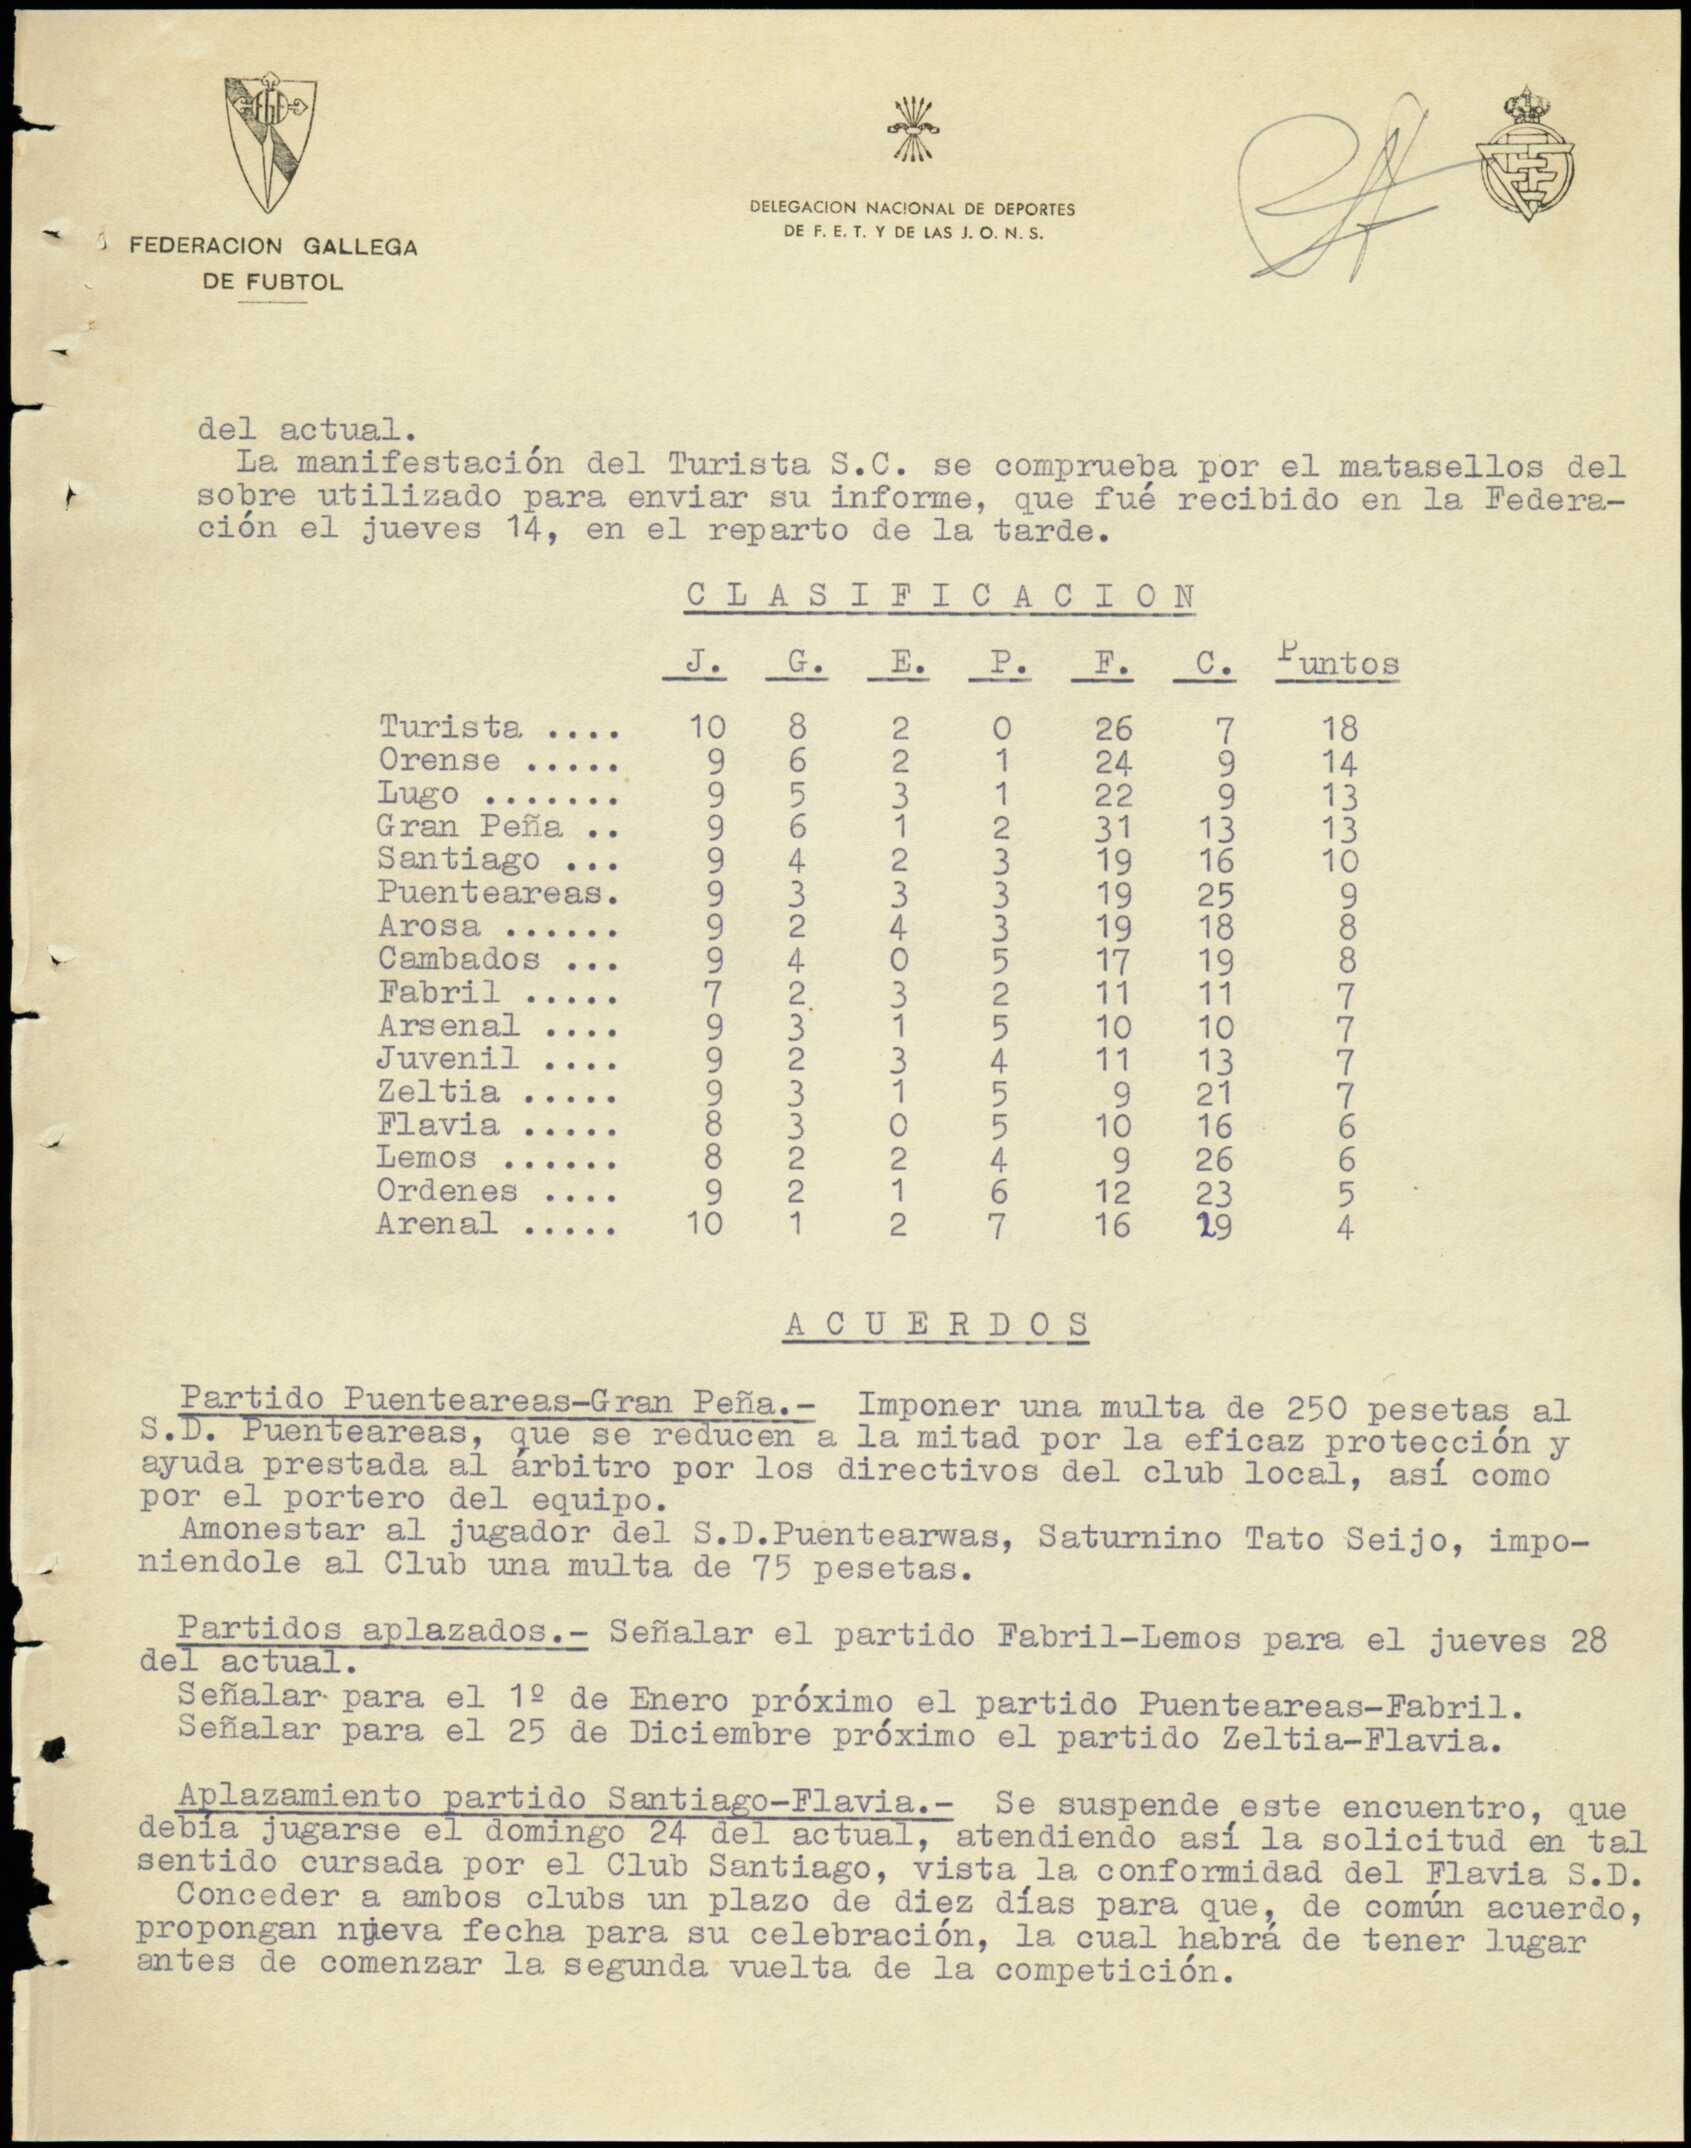 FEDERACION GALLEGA
DE FUBTOL
DELEGACION NACIONAL DE DEPORTES
DE F. E. T. Y DE LAS J. O. N. S.
del actual.
La manifestación del Turista S.C. se comprueba por el matasellos del
sobre utilizado para enviar su informe, que fué recibido en la Federa-
ción el jueves 14, en el reparto de la tarde.
C L A S I F I C A C I O N
J. G. E. P. F. C. Puntos
Turista .... 10 8 2 0 26 7 18
Orense ..... 9 6 2 1 24 9 14
Lugo ....... 9 5 3 1 22 9 13
Gran Peña .. 9 6 1 2 31 13 13
Santiago ... 9 4 2 3 19 16 10
Puenteareas. 9 3 3 3 19 25 9
Arosa ...... 9 2 4 3 19 18 8
Cambados ... 9 4 0 5 17 19 8
Fabril ..... 7 2 3 2 11 11 7
Arsenal .... 9 3 1 5 10 10 7
Juvenil .... 9 2 3 4 11 13 7
Zeltia ..... 9 3 1 5 9 21 7
Flavia ..... 8 3 0 5 10 16 6
Lemos ...... 8 2 2 4 9 26 6
Ordenes .... 9 2 1 6 12 23 5
Arenal ..... 10 1 2 7 16 29 4
A C U E R D O S
Partido Puenteareas-Gran Peña.- Imponer una multa de 250 pesetas al
S.D. Puenteareas, que se reducen a la mitad por la eficaz protección y
ayuda prestada al árbitro por los directivos del club local, así como
por el portero del equipo.
Amonestar al jugador del S.D.Puentearwas, Saturnino Tato Seijo, impo-
niendole al Club una multa de 75 pesetas.
Partidos aplazados.- Señalar el partido Fabril-Lemos para el jueves 28
del actual.
Señalar para el 1º de Enero próximo el partido Puenteareas-Fabril.
Señalar para el 25 de Diciembre próximo el partido Zeltia-Flavia.
Aplazamiento partido Santiago-Flavia.- Se suspende este encuentro, que
debía jugarse el domingo 24 del actual, atendiendo así la solicitud en tal
sentido cursada por el Club Santiago, vista la conformidad del Flavia S.D.
Conceder a ambos clubs un plazo de diez días para que, de común acuerdo,
propongan nueva fecha para su celebración, la cual habrá de tener lugar
antes de comenzar la segunda vuelta de la competición.